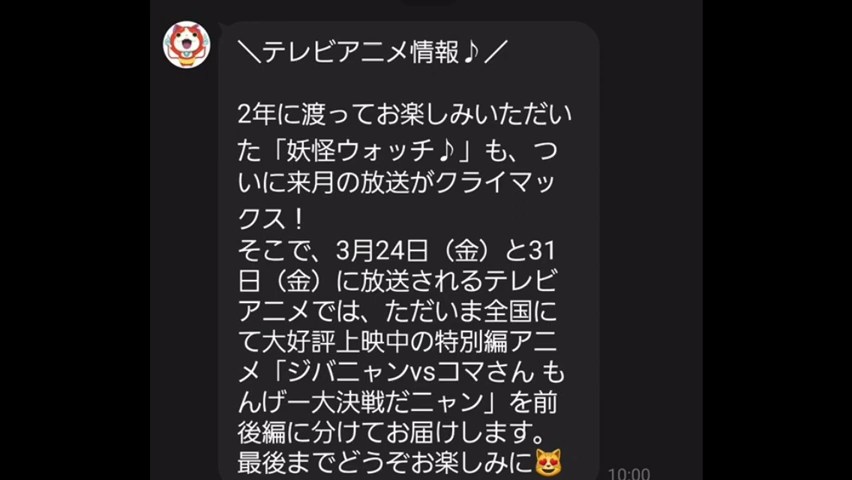 ＼テレビアニメ情報♪／
2年に渡ってお楽しみいただい
た「妖怪ウォッチ♪」も、つ
いに来月の放送がクライマッ
クス！
そこで、3月24日（金）と31
日（金）に放送されるテレビ
アニメでは、ただいま全国に
て大好評上映中の特別編アニ
メ「ジバニャンvsコマさん も
んげー大決戦だニャン」を前
後編に分けてお届けします。
最後までどうぞお楽しみに😻
10:00